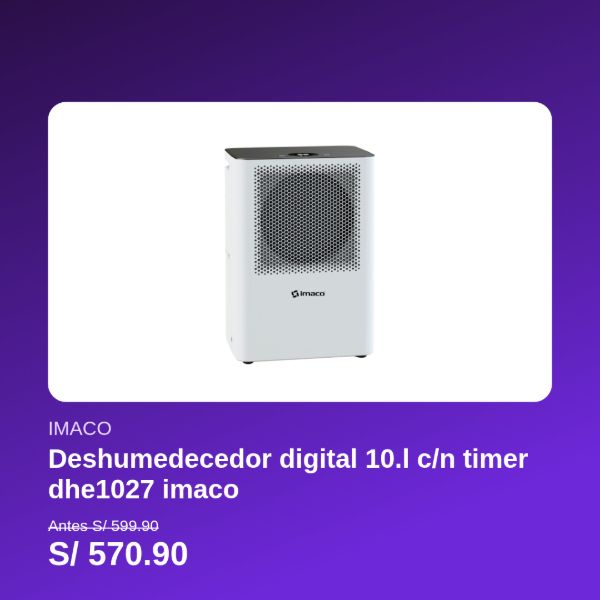 imaco
IMACO
Deshumedecedor digital 10.l c/n timer
dhe1027 imaco
Antes S/ 599.90
S/ 570.90